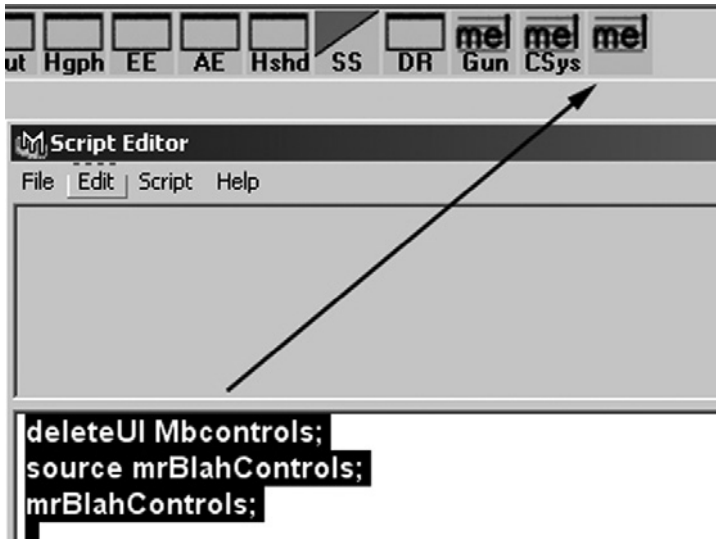 mel mel mel
ut Hgph EE AE Hshd SS DR Gun CSys
Script Editor
File Edit Script Help
deleteUI Mbcontrols;
source mrBlahControls;
mrBlahControls;